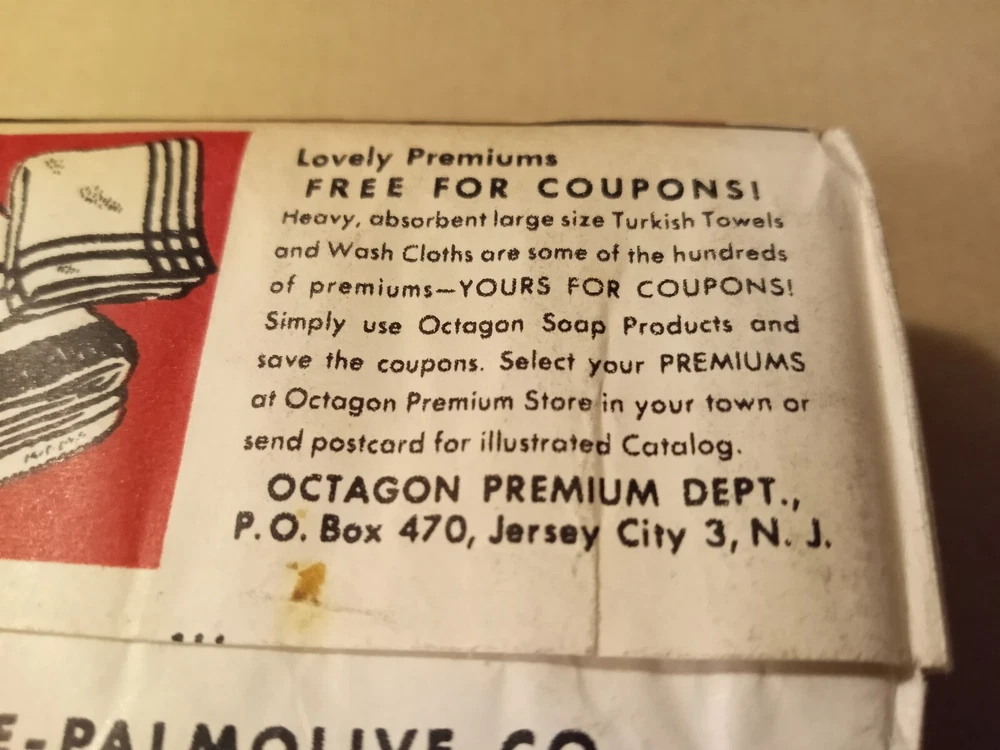 Lovely Premiums
FREE FOR COUPONS!
Heavy, absorbent large size Turkish Towels
and Wash Cloths are some of the hundreds
of premiums—YOURS FOR COUPONS!
Simply use Octagon Soap Products and
save the coupons. Select your PREMIUMS
at Octagon Premium Store in your town or
send postcard for illustrated Catalog.
OCTAGON PREMIUM DEPT.,
P. O. Box 470, Jersey City 3, N. J.
E-PALMOLIVE CO